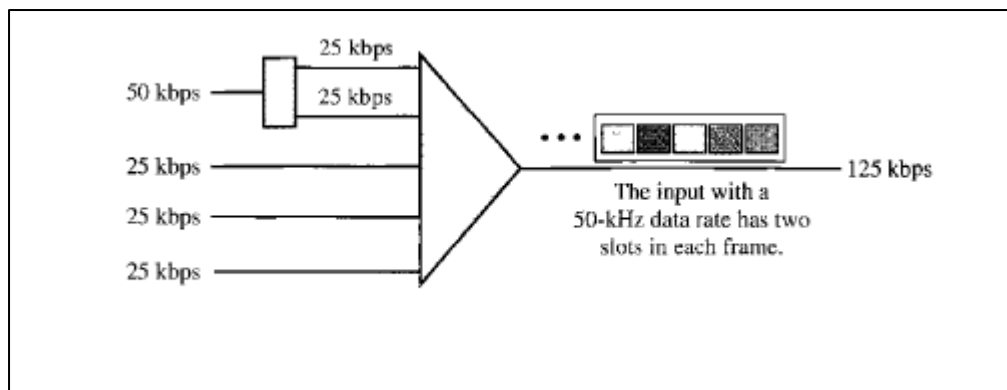 25 kbps
50 kbps
25 kbps
25 kbps
25 kbps
25 kbps
125 kbps
The input with a
50-kHz data rate has two
slots in each frame.